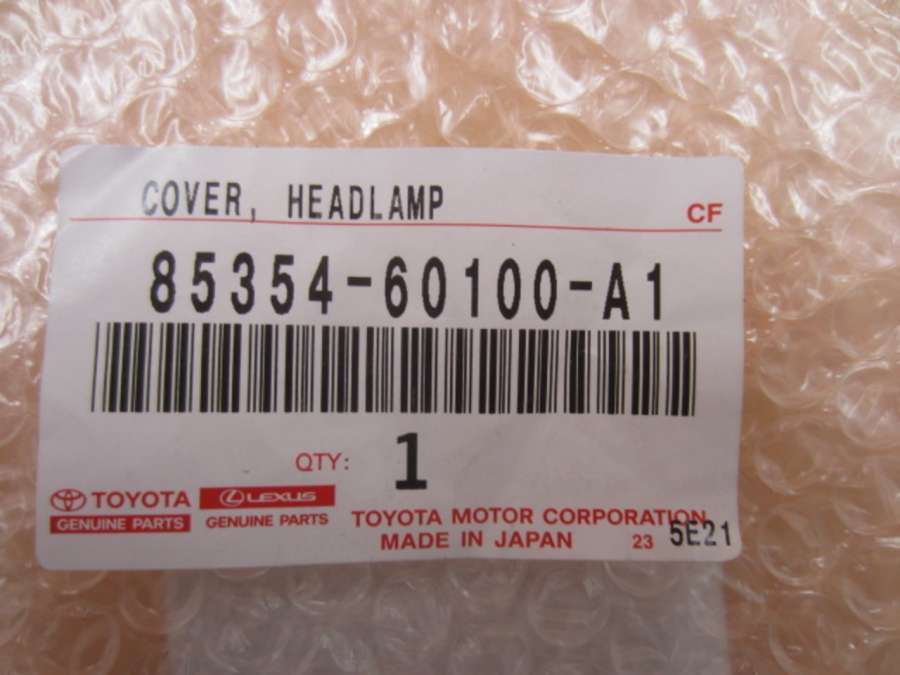 COVER, HEADLAMP
CF
85354-60100-A1
QTY: 1
TOYOTA LEXUS
GENUINE PARTS GENUINE PARTS
TOYOTA MOTOR CORPORATION
MADE IN JAPAN 23 5E21